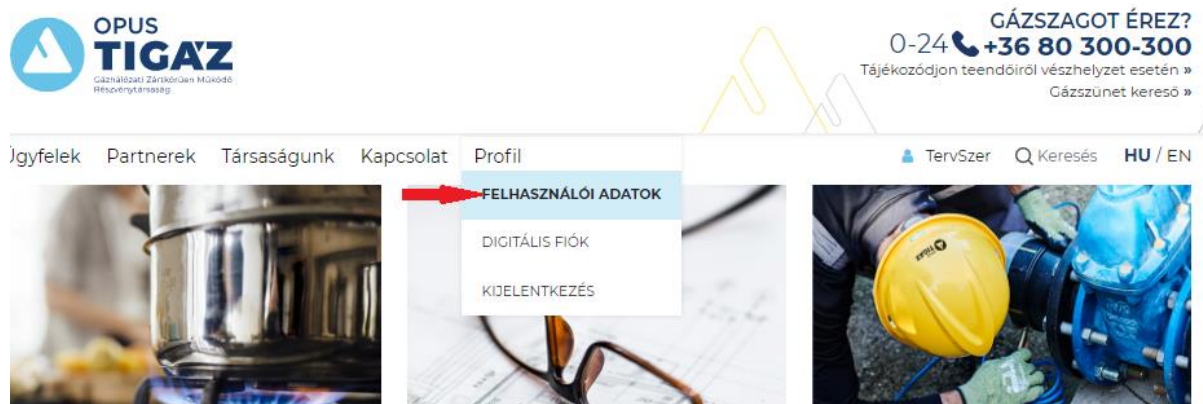 OPUS
TIGÁZ
Gázhálózati Zártkörűen Működő
Részvénytársaság
GÁZSZAGOT ÉREZ?
0-24 +36 80 300-300
Tájékozódjon teendőiről vészhelyzet esetén »
Gázszünet kereső »
Ügyfelek Partnerek Társaságunk Kapcsolat Profil TervSzer Keresés HU / EN
FELHASZNÁLÓI ADATOK
DIGITÁLIS FIÓK
KIJELENTKEZÉS
TIGÁZ